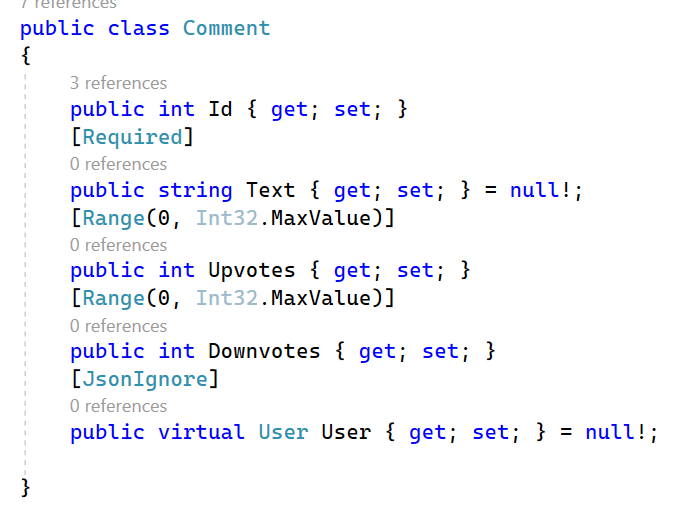 7 references
public class Comment
{
3 references
public int Id { get; set; }
[Required]
0 references
public string Text { get; set; } = null!;
[Range(0, Int32.MaxValue)]
0 references
public int Upvotes { get; set; }
[Range(0, Int32.MaxValue)]
0 references
public int Downvotes { get; set; }
[JsonIgnore]
0 references
public virtual User User { get; set; } = null!;
}